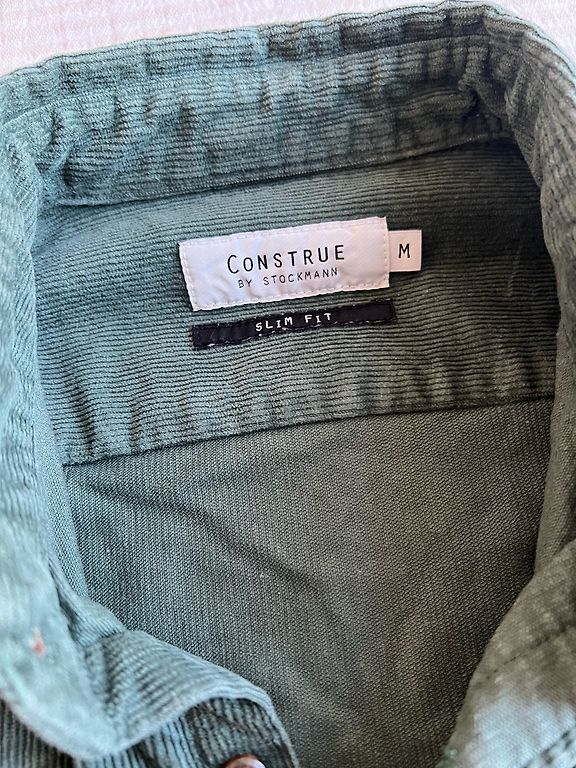 CONSTRUE
BY STOCKMANN
M
SLIM FIT